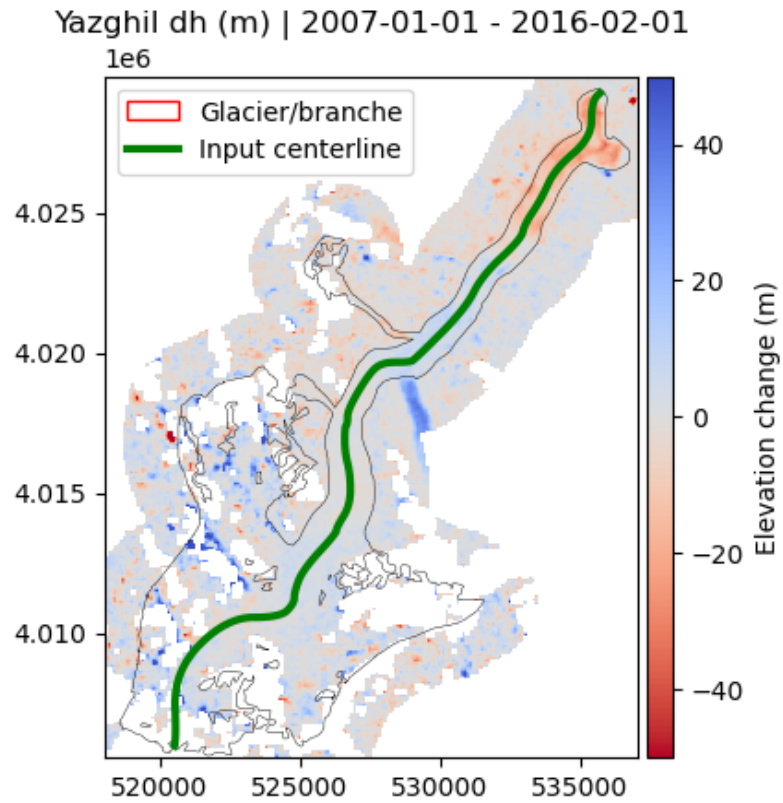 Yazghil dh (m) | 2007-01-01 - 2016-02-01
1e6
Glacier/branche
Input centerline
4.025
4.020
4.015
4.010
520000
525000
530000
535000
40
20
0
−20
−40
Elevation change (m)